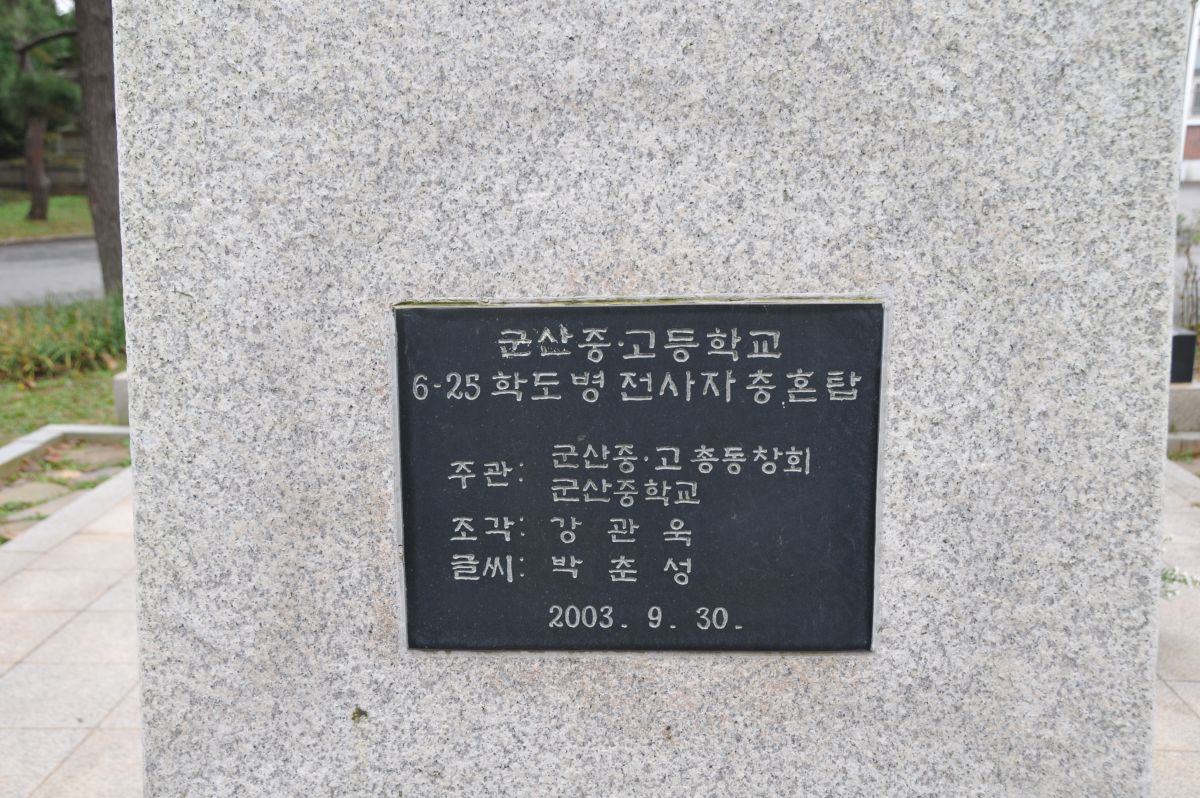 군산중·고등학교
6-25 학도병 전사자 충혼탑
주관: 군산중·고 총동창회
군산중학교
조각: 강 관 욱
글씨: 박 춘 성
2003. 9. 30.